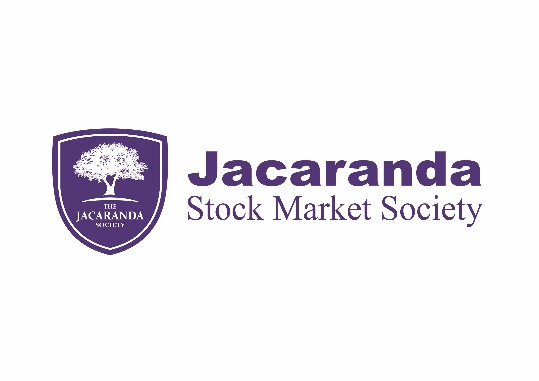 THE
JACARANDA
SOCIETY
Jacaranda
Stock Market Society